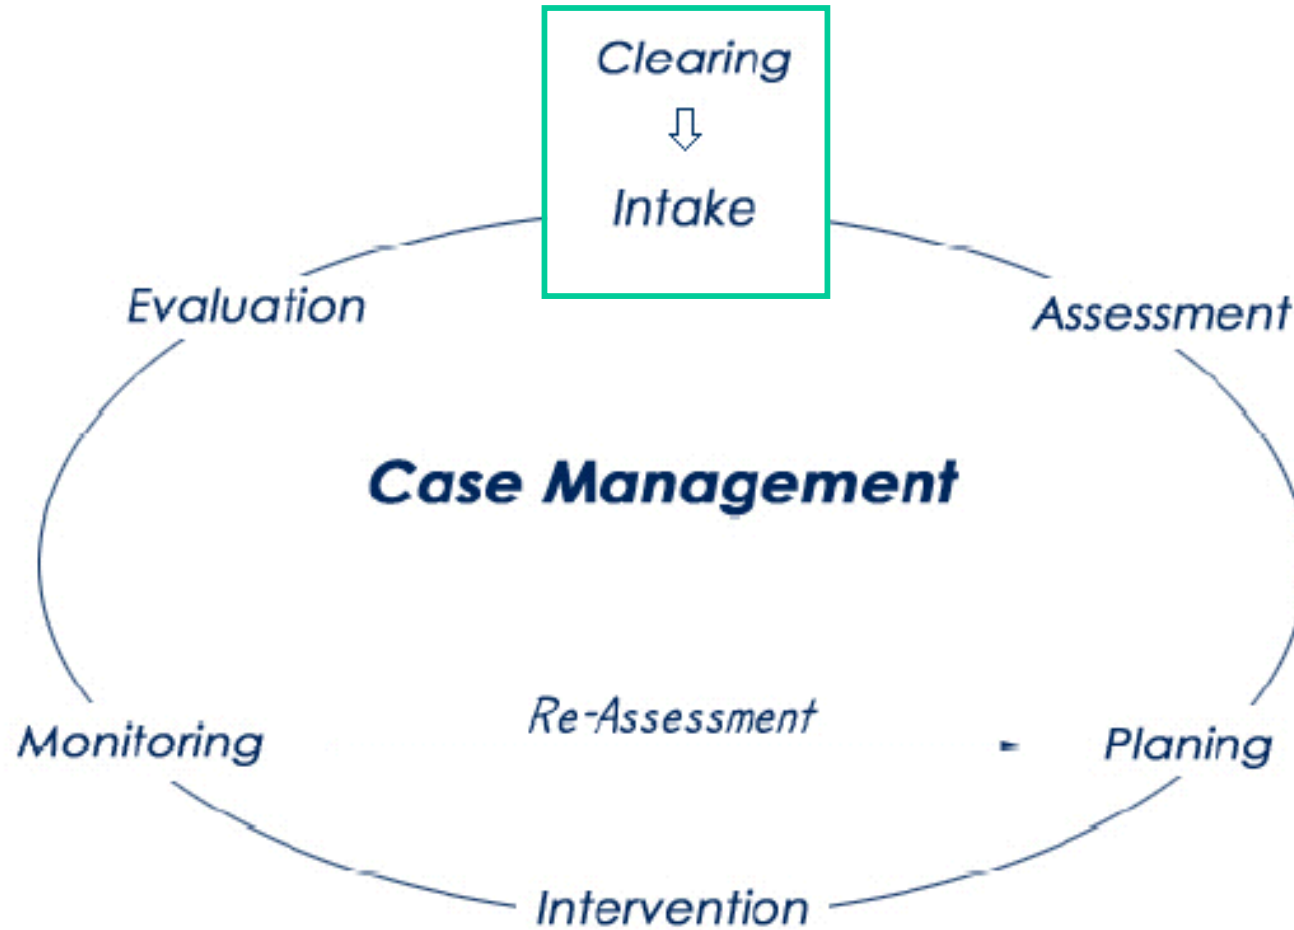 Clearing
Intake
Evaluation
Assessment
Case Management
Re-Assessment
Monitoring
Planing
Intervention